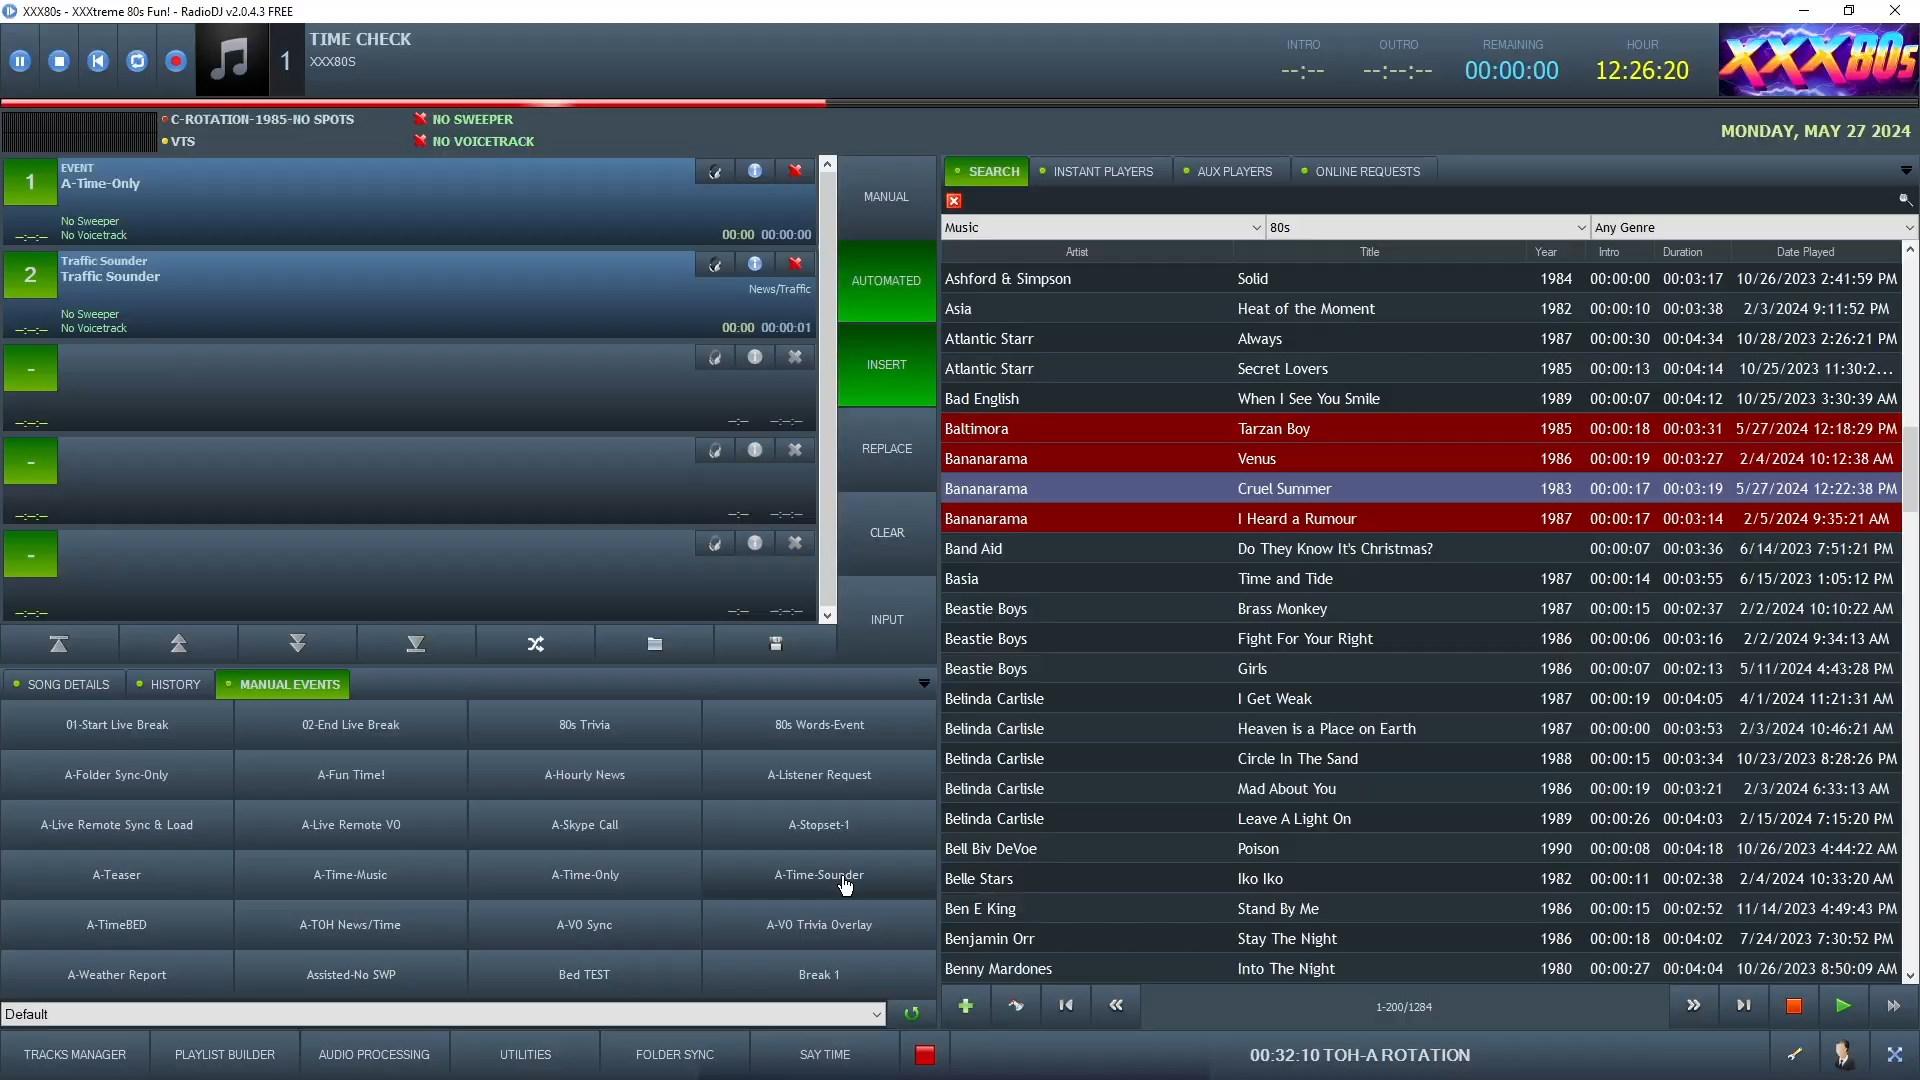 XXX80s - XXXtreme 80s Fun! - RadioDJ v2.0.4.3 FREE
1
TIME CHECK
XXX80S
INTRO
--:--
OUTRO
--:--:--
REMAINING
00:00:00
HOUR
12:26:20
XXX80s
C-ROTATION-1985-NO SPOTS
VTS
NO SWEEPER
NO VOICETRACK
MONDAY, MAY 27 2024
1
EVENT
A-Time-Only
No Sweeper
No Voicetrack
--:--:--
00:00 00:00:00
2
Traffic Sounder
Traffic Sounder
News/Traffic
No Sweeper
No Voicetrack
--:--:--
00:00 00:00:01
-
--:--:-- --:-- --:--:--
-
--:--:-- --:-- --:--:--
-
--:--:-- --:-- --:--:--
MANUAL
AUTOMATED
INSERT
REPLACE
CLEAR
INPUT
SONG DETAILS HISTORY MANUAL EVENTS
01-Start Live Break 02-End Live Break 80s Trivia 80s Words-Event
A-Folder Sync-Only A-Fun Time! A-Hourly News A-Listener Request
A-Live Remote Sync & Load A-Live Remote VO A-Skype Call A-Stopset-1
A-Teaser A-Time-Music A-Time-Only A-Time-Sounder
A-TimeBED A-TOH News/Time A-VO Sync A-VO Trivia Overlay
A-Weather Report Assisted-No SWP Bed TEST Break 1
Default
SEARCH INSTANT PLAYERS AUX PLAYERS ONLINE REQUESTS
Music 80s Any Genre
Artist Title Year Intro Duration Date Played
Ashford & Simpson Solid 1984 00:00:00 00:03:17 10/26/2023 2:41:59 PM
Asia Heat of the Moment 1982 00:00:10 00:03:38 2/3/2024 9:11:52 PM
Atlantic Starr Always 1987 00:00:30 00:04:34 10/28/2023 2:26:21 PM
Atlantic Starr Secret Lovers 1985 00:00:13 00:04:14 10/25/2023 11:30:2...
Bad English When I See You Smile 1989 00:00:07 00:04:12 10/25/2023 3:30:39 AM
Baltimora Tarzan Boy 1985 00:00:18 00:03:31 5/27/2024 12:18:29 PM
Bananarama Venus 1986 00:00:19 00:03:27 2/4/2024 10:12:38 AM
Bananarama Cruel Summer 1983 00:00:17 00:03:19 5/27/2024 12:22:38 PM
Bananarama I Heard a Rumour 1987 00:00:17 00:03:14 2/5/2024 9:35:21 AM
Band Aid Do They Know It's Christmas? 00:00:07 00:03:36 6/14/2023 7:51:21 PM
Basia Time and Tide 1987 00:00:14 00:03:55 6/15/2023 1:05:12 PM
Beastie Boys Brass Monkey 1987 00:00:15 00:02:37 2/2/2024 10:10:22 AM
Beastie Boys Fight For Your Right 1986 00:00:06 00:03:16 2/2/2024 9:34:13 AM
Beastie Boys Girls 1986 00:00:07 00:02:13 5/11/2024 4:43:28 PM
Belinda Carlisle I Get Weak 1987 00:00:19 00:04:05 4/1/2024 11:21:31 AM
Belinda Carlisle Heaven is a Place on Earth 1987 00:00:00 00:03:53 2/3/2024 10:46:21 AM
Belinda Carlisle Circle In The Sand 1988 00:00:15 00:03:34 10/23/2023 8:28:26 PM
Belinda Carlisle Mad About You 1986 00:00:19 00:03:21 2/3/2024 6:33:13 AM
Belinda Carlisle Leave A Light On 1989 00:00:26 00:04:03 2/15/2024 7:15:20 PM
Bell Biv DeVoe Poison 1990 00:00:08 00:04:18 10/26/2023 4:44:22 AM
Belle Stars Iko Iko 1982 00:00:11 00:02:38 2/4/2024 10:33:20 AM
Ben E King Stand By Me 1986 00:00:15 00:02:52 11/14/2023 4:49:43 PM
Benjamin Orr Stay The Night 1986 00:00:18 00:04:02 7/24/2023 7:30:52 PM
Benny Mardones Into The Night 1980 00:00:27 00:04:04 10/26/2023 8:50:09 AM
1-200/1284
TRACKS MANAGER PLAYLIST BUILDER AUDIO PROCESSING UTILITIES FOLDER SYNC SAY TIME
00:32:10 TOH-A ROTATION